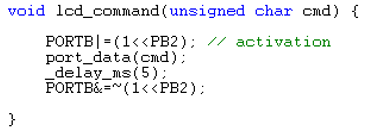 void lcd_command(unsigned char cmd) {
PORTB|=(1<<PB2); // activation
port_data(cmd);
_delay_ms(5);
PORTB&=~(1<<PB2);
}